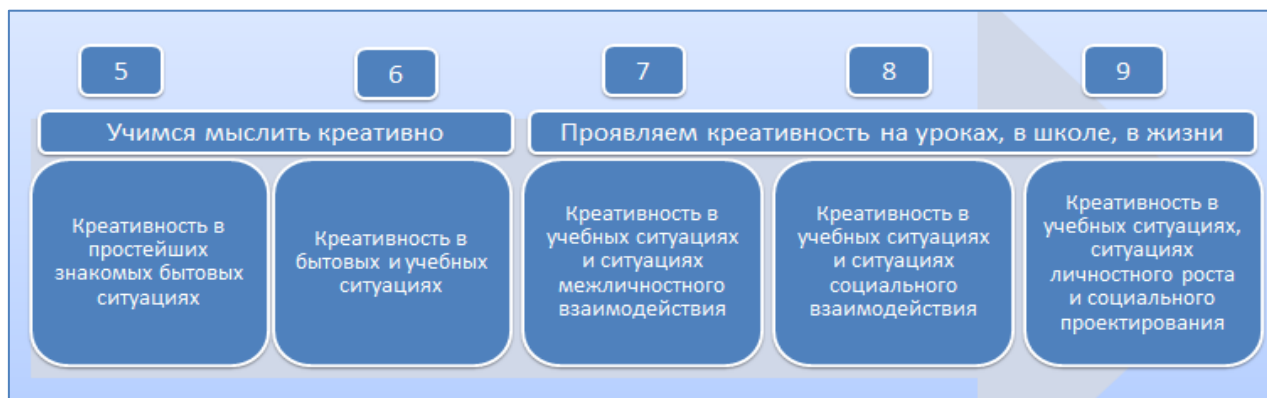 5
6
7
8
9
Учимся мыслить креативно
Проявляем креативность на уроках, в школе, в жизни
Креативность в
простейших
знакомых бытовых
ситуациях
Креативность в
бытовых и учебных
ситуациях
Креативность в
учебных ситуациях
и ситуациях
межличностного
взаимодействия
Креативность в
учебных ситуациях
и ситуациях
социального
взаимодействия
Креативность в
учебных ситуациях,
ситуациях
личностного роста
и социального
проектирования